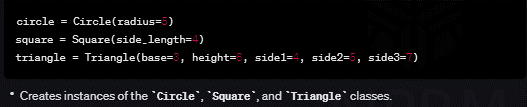 circle = Circle(radius=5)
square = Square(side_length=4)
triangle = Triangle(base=3, height=6, side1=4, side2=5, side3=7)
• Creates instances of the `Circle`, `Square`, and `Triangle` classes.